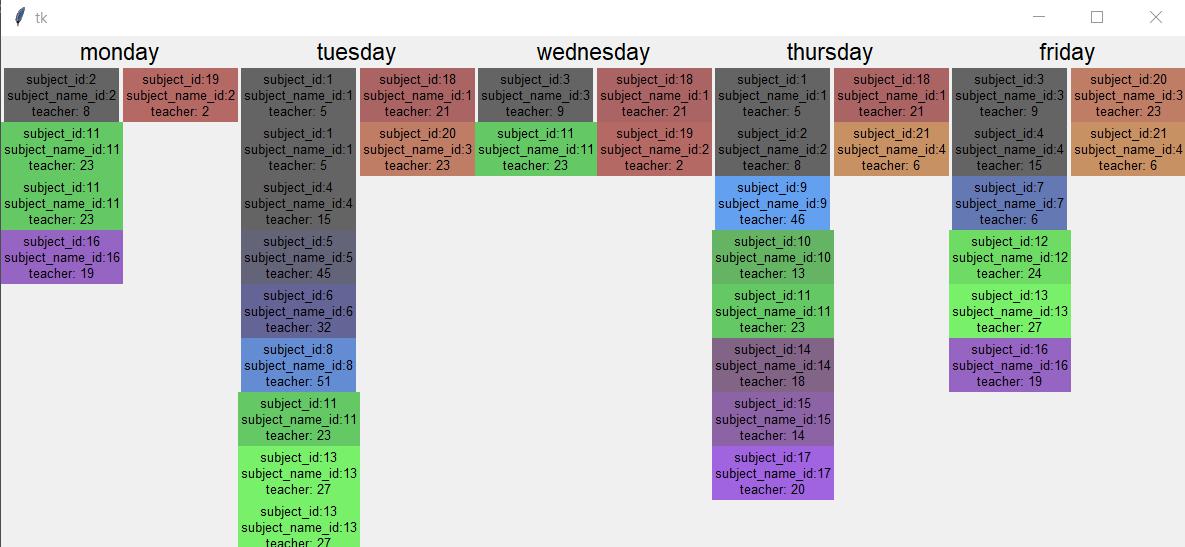 tk
monday
subject_id:2
subject_name_id:2
teacher: 8
subject_id:11
subject_name_id:11
teacher: 23
subject_id:11
subject_name_id:11
teacher: 23
subject_id:16
subject_name_id:16
teacher: 19
subject_id:19
subject_name_id:2
teacher: 2
tuesday
subject_id:1
subject_name_id:1
teacher: 5
subject_id:1
subject_name_id:1
teacher: 5
subject_id:4
subject_name_id:4
teacher: 15
subject_id:5
subject_name_id:5
teacher: 45
subject_id:6
subject_name_id:6
teacher: 32
subject_id:8
subject_name_id:8
teacher: 51
subject_id:11
subject_name_id:11
teacher: 23
subject_id:13
subject_name_id:13
teacher: 27
subject_id:13
subject_name_id:13
teacher: 27
subject_id:18
subject_name_id:1
teacher: 21
subject_id:20
subject_name_id:3
teacher: 23
wednesday
subject_id:3
subject_name_id:3
teacher: 9
subject_id:11
subject_name_id:11
teacher: 23
subject_id:18
subject_name_id:1
teacher: 21
subject_id:19
subject_name_id:2
teacher: 2
thursday
subject_id:1
subject_name_id:1
teacher: 5
subject_id:2
subject_name_id:2
teacher: 8
subject_id:9
subject_name_id:9
teacher: 46
subject_id:10
subject_name_id:10
teacher: 13
subject_id:11
subject_name_id:11
teacher: 23
subject_id:14
subject_name_id:14
teacher: 18
subject_id:15
subject_name_id:15
teacher: 14
subject_id:17
subject_name_id:17
teacher: 20
subject_id:18
subject_name_id:1
teacher: 21
subject_id:21
subject_name_id:4
teacher: 6
friday
subject_id:3
subject_name_id:3
teacher: 9
subject_id:4
subject_name_id:4
teacher: 15
subject_id:7
subject_name_id:7
teacher: 6
subject_id:12
subject_name_id:12
teacher: 24
subject_id:13
subject_name_id:13
teacher: 27
subject_id:16
subject_name_id:16
teacher: 19
subject_id:20
subject_name_id:3
teacher: 23
subject_id:21
subject_name_id:4
teacher: 6